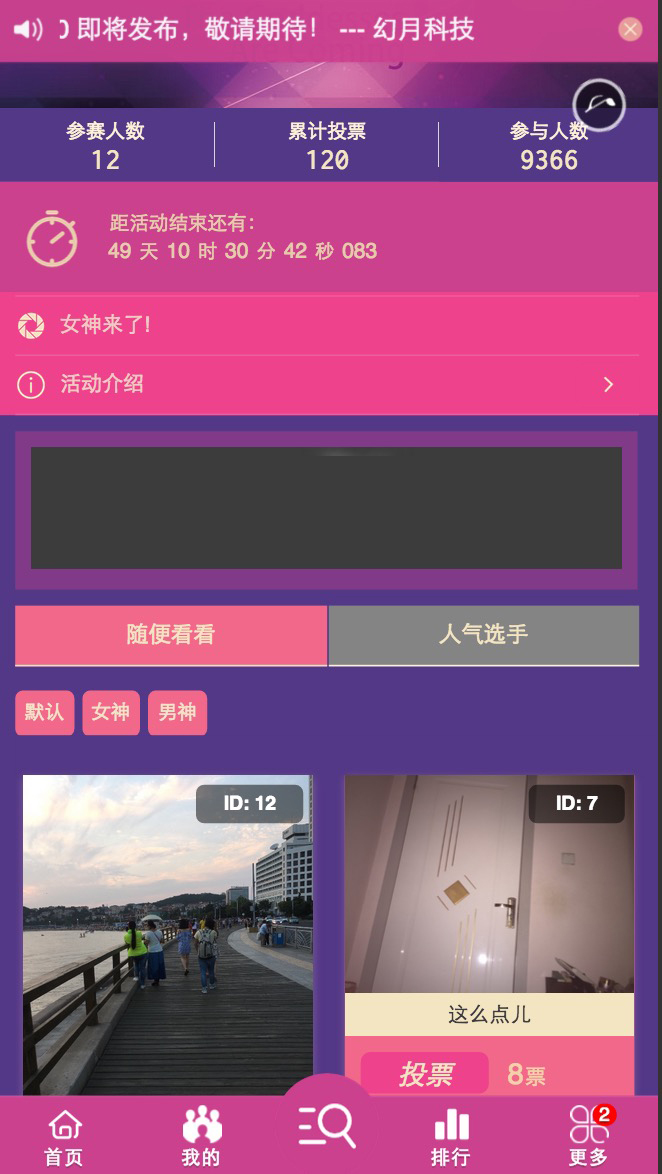 即将发布，敬请期待！ --- 幻月科技
参赛人数 累计投票 参与人数
12 120 9366
距活动结束还有：
49 天 10 时 30 分 42 秒 083
女神来了!
活动介绍
随便看看 人气选手
默认 女神 男神
ID: 12 ID: 7
这么点儿
投票 8票
2
首页 我的 排行 更多